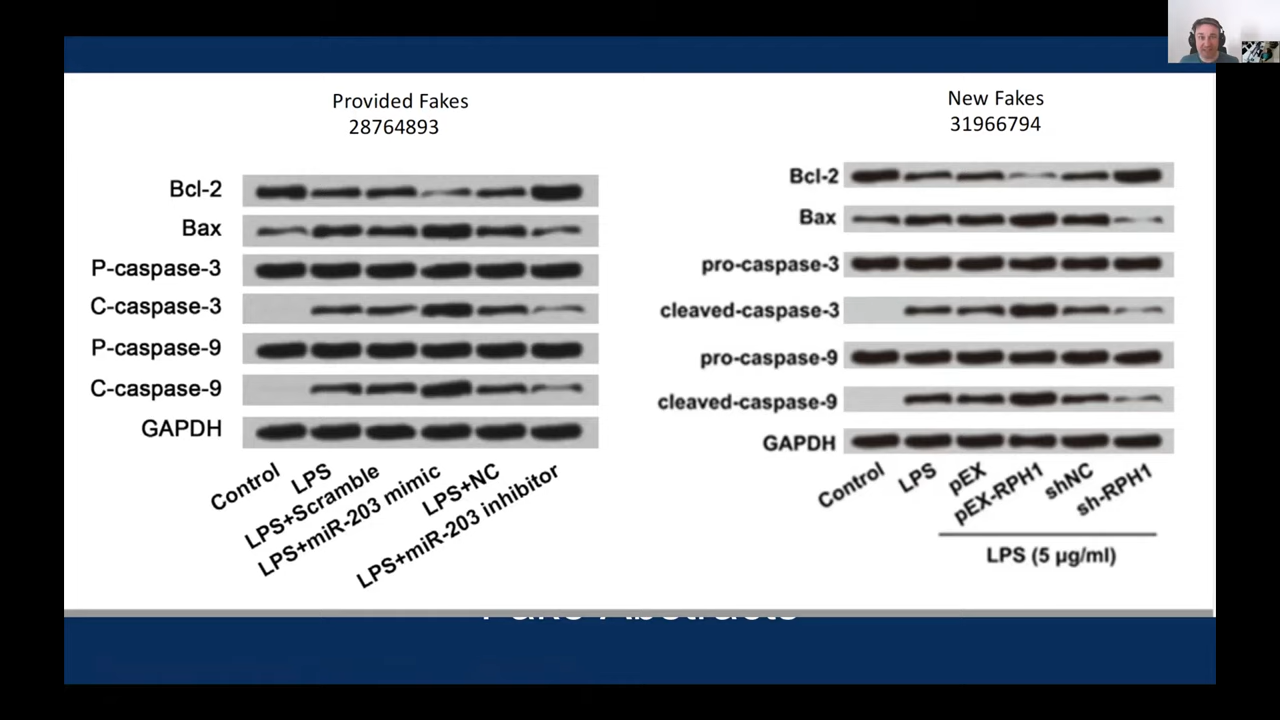 Provided Fakes
28764893
Bcl-2
Bax
P-caspase-3
C-caspase-3
P-caspase-9
C-caspase-9
GAPDH
Control
LPS
LPS+Scramble
LPS+miR-203 mimic
LPS+NC
LPS+miR-203 inhibitor
New Fakes
31966794
Bcl-2
Bax
pro-caspase-3
cleaved-caspase-3
pro-caspase-9
cleaved-caspase-9
GAPDH
Control
LPS
pEX
pEX-RPH1
shNC
sh-RPH1
LPS (5 µg/ml)
Fake Abstracts